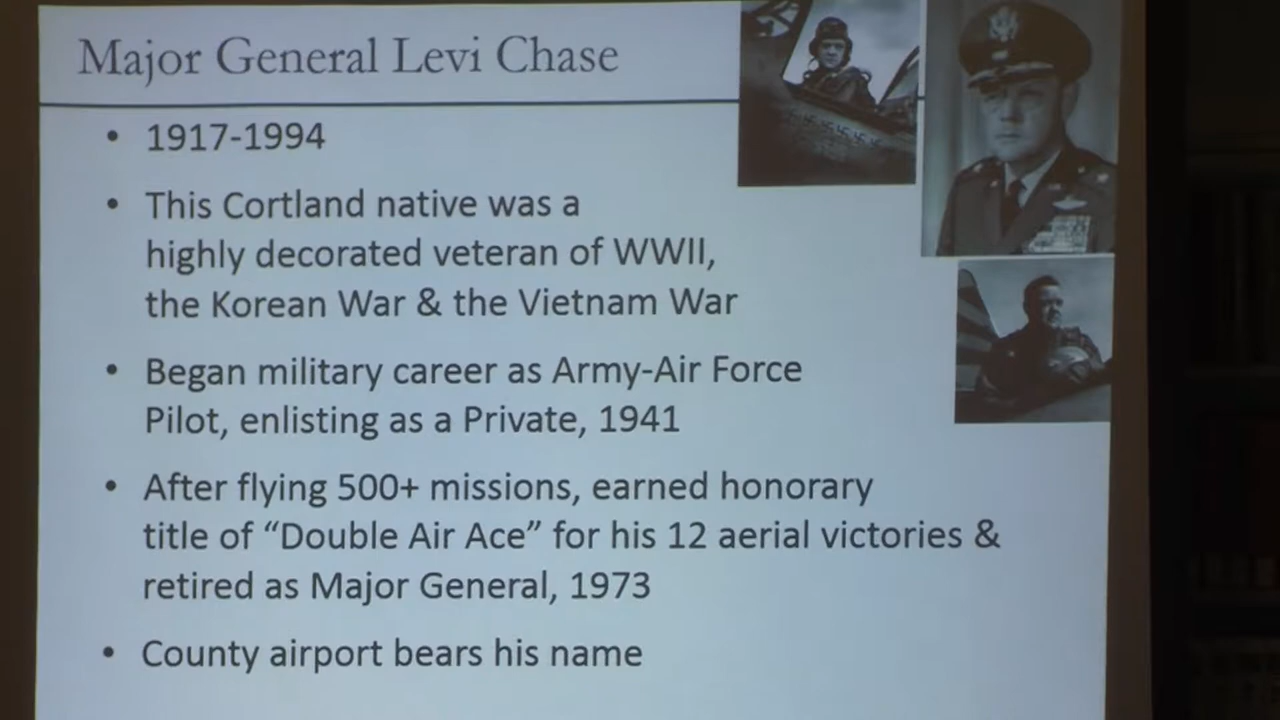 Major General Levi Chase
• 1917-1994
• This Cortland native was a
highly decorated veteran of WWII,
the Korean War & the Vietnam War
• Began military career as Army-Air Force
Pilot, enlisting as a Private, 1941
• After flying 500+ missions, earned honorary
title of “Double Air Ace” for his 12 aerial victories &
retired as Major General, 1973
• County airport bears his name